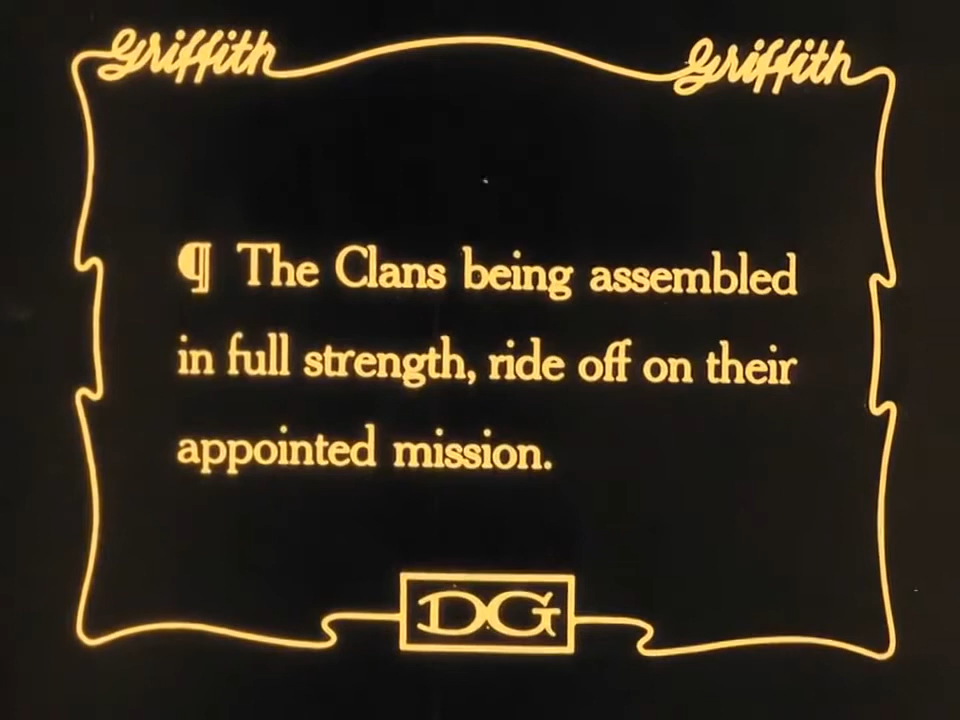 Griffith Griffith
¶ The Clans being assembled
in full strength, ride off on their
appointed mission.
DG